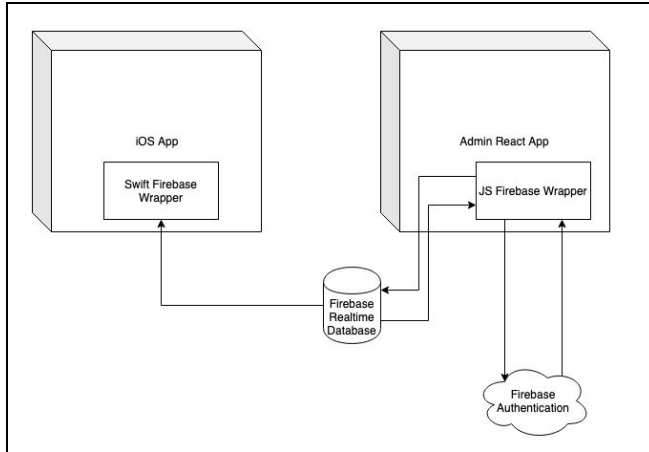 iOS App
Swift Firebase
Wrapper
Admin React App
JS Firebase Wrapper
Firebase
Realtime
Database
Firebase
Authentication